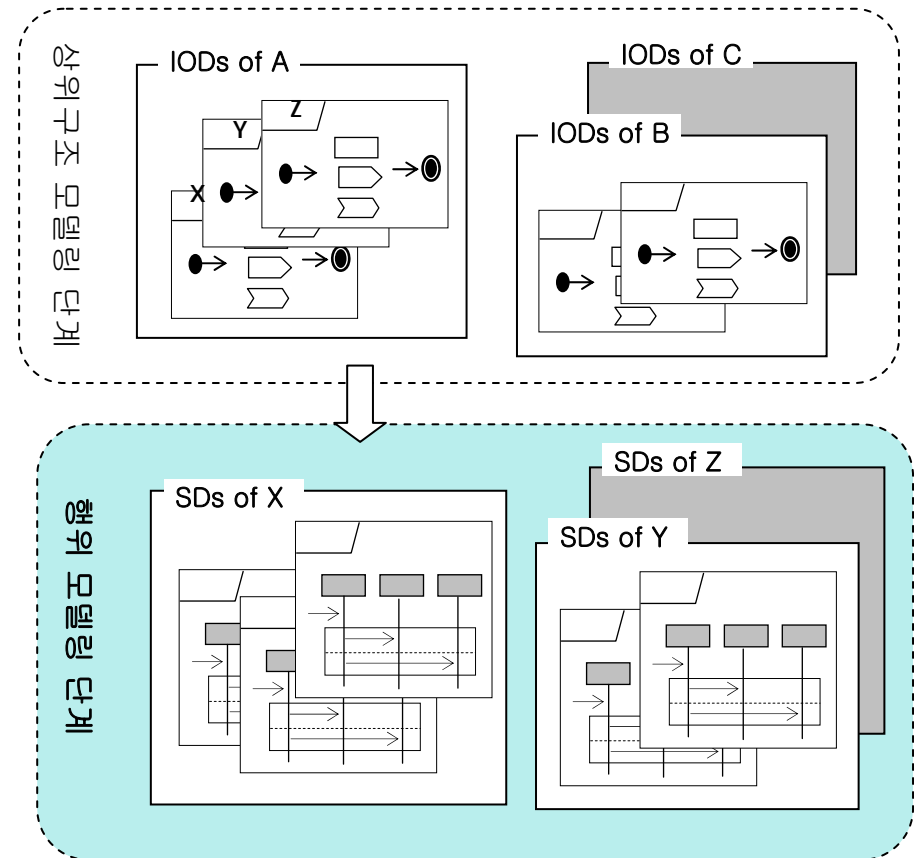 상위구조 모델링 단계
IODs of A
X
Y
Z
IODs of C
IODs of B
행위 모델링 단계
SDs of X
SDs of Z
SDs of Y